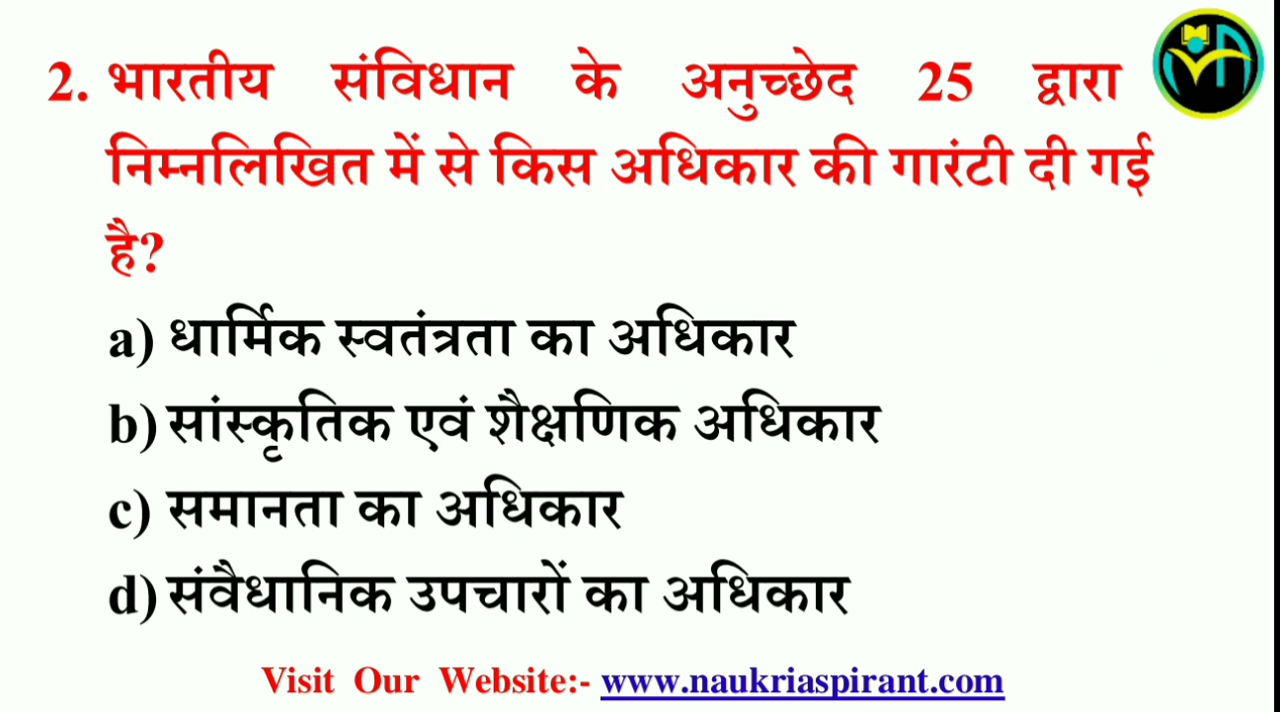 2. भारतीय संविधान के अनुच्छेद 25 द्वारा
निम्नलिखित में से किस अधिकार की गारंटी दी गई
है?
a) धार्मिक स्वतंत्रता का अधिकार
b) सांस्कृतिक एवं शैक्षणिक अधिकार
c) समानता का अधिकार
d) संवैधानिक उपचारों का अधिकार
Visit Our Website:- www.naukriaspirant.com